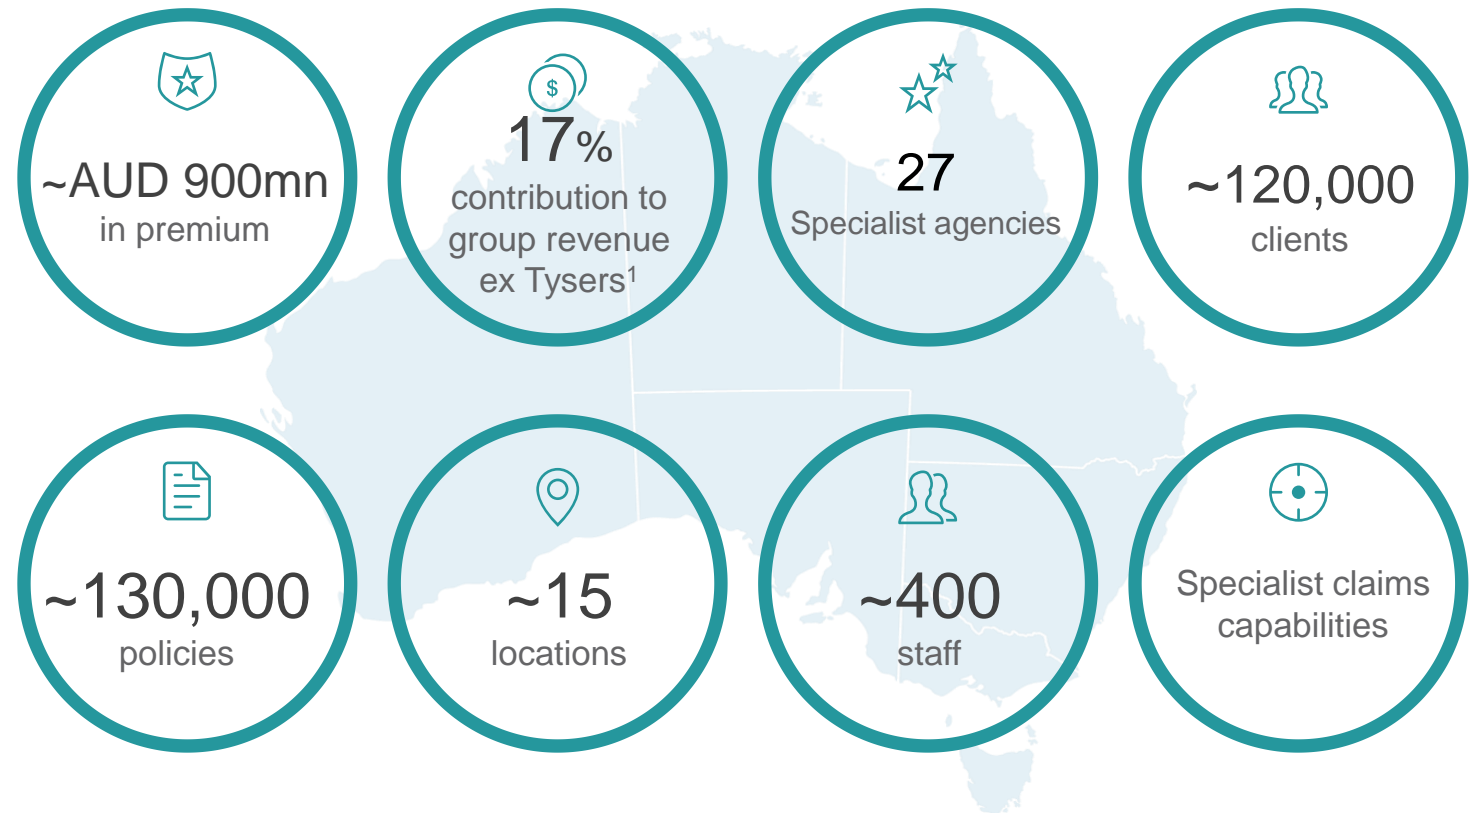 ~AUD 900mn
in premium
$
17%
contribution to
group revenue
ex Tysers¹
27
Specialist agencies
~120,000
clients
~130,000
policies
~15
locations
~400
staff
Specialist claims
capabilities